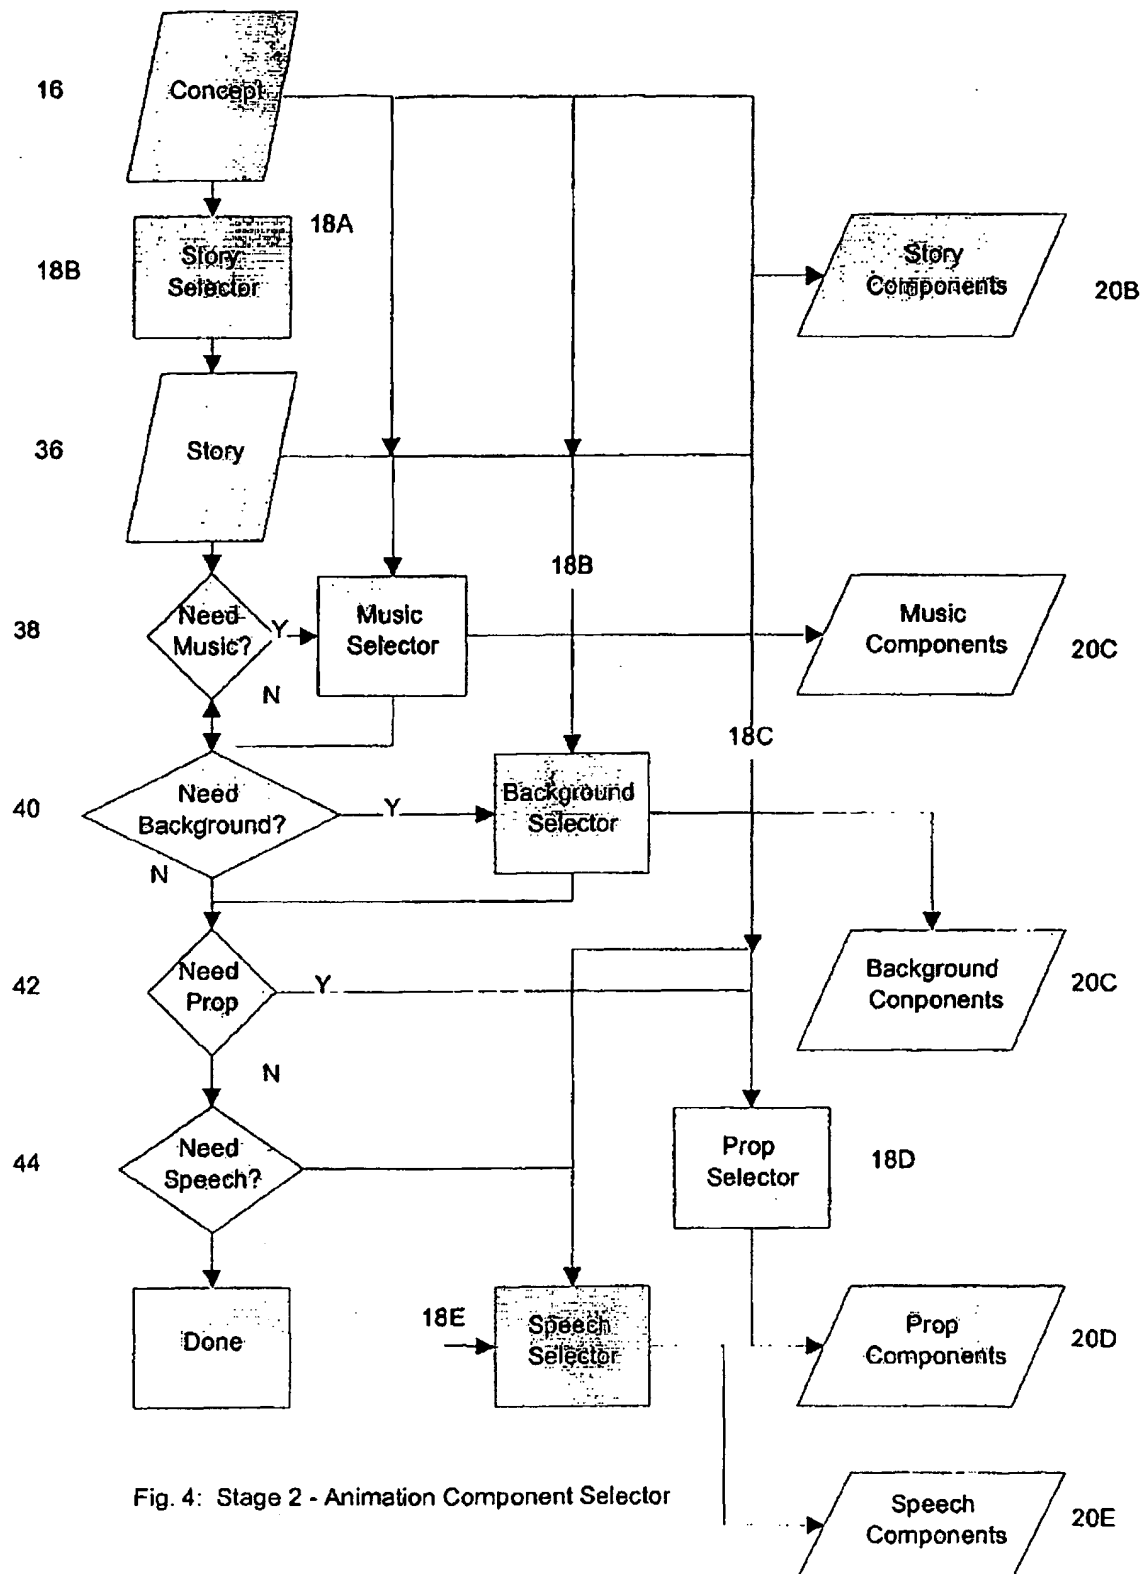 16
Concept
18A
18B
Story
Selector
Story
Components
20B
36
Story
18B
38
Need
Music?
Y
Music
Selector
Music
Components
20C
N
18C
40
Need
Background?
Y
Background
Selector
N
42
Need
Prop
Y
Background
Conponents
20C
N
44
Need
Speech?
Prop
Selector
18D
Done
18E
Speech
Selector
Prop
Components
20D
Fig. 4: Stage 2 - Animation Component Selector
Speech
Components
20E